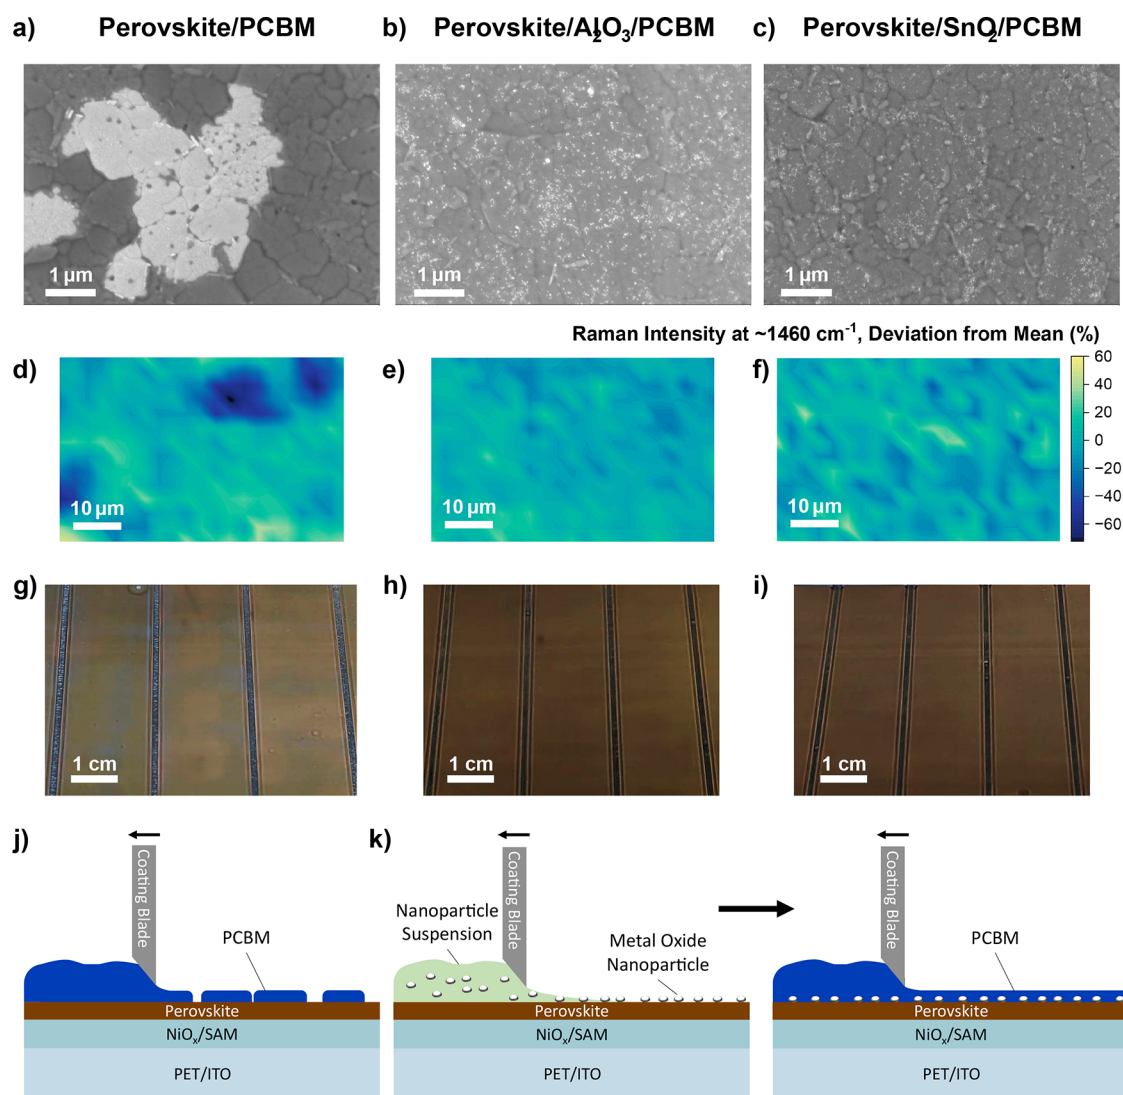 a) Perovskite/PCBM
b) Perovskite/Al₂O₃/PCBM
c) Perovskite/SnO₂/PCBM
1 µm
1 µm
1 µm
Raman Intensity at ~1460 cm⁻¹, Deviation from Mean (%)
d)
e)
f)
60
40
20
0
−20
−40
−60
10 µm
10 µm
10 µm
g)
h)
i)
1 cm
1 cm
1 cm
j)
Coating Blade
PCBM
Perovskite
NiOₓ/SAM
PET/ITO
k)
Nanoparticle
Suspension
Coating Blade
Metal Oxide
Nanoparticle
Perovskite
NiOₓ/SAM
PET/ITO
Coating Blade
PCBM
Perovskite
NiOₓ/SAM
PET/ITO